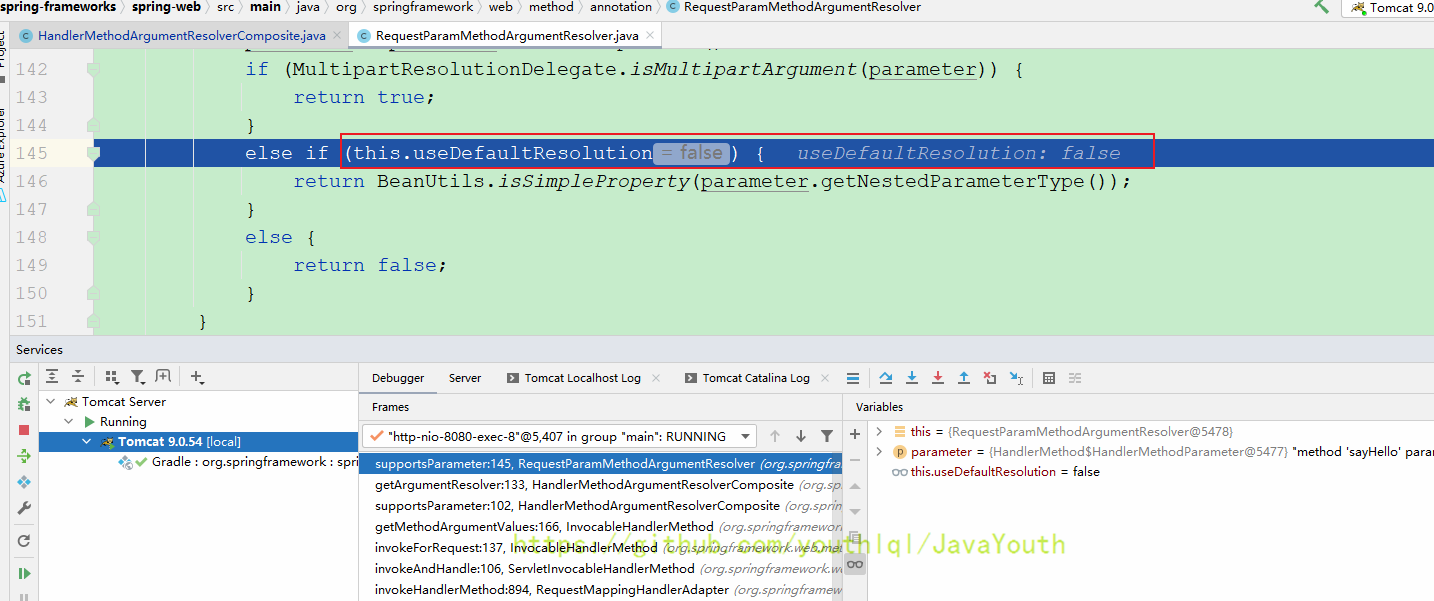 spring-frameworks › spring-web › src › main › java › org › springframework › web › method › annotation › RequestParamMethodArgumentResolver Tomcat 9.0
HandlerMethodArgumentResolverComposite.java RequestParamMethodArgumentResolver.java
Project
142 if (MultipartResolutionDelegate.isMultipartArgument(parameter)) {
143 return true;
144 }
145 else if (this.useDefaultResolution = false ) { useDefaultResolution: false
146 return BeanUtils.isSimpleProperty(parameter.getNestedParameterType());
147 }
148 else {
149 return false;
150 }
151 }
Azure Explorer
Services
Debugger Server Tomcat Localhost Log Tomcat Catalina Log
Tomcat Server
Running
Tomcat 9.0.54 [local]
Gradle : org.springframework : spri
Frames
"http-nio-8080-exec-8"@5,407 in group "main": RUNNING
supportsParameter:145, RequestParamMethodArgumentResolver (org.springfra
getArgumentResolver:133, HandlerMethodArgumentResolverComposite (org.sp
supportsParameter:102, HandlerMethodArgumentResolverComposite (org.sprin
getMethodArgumentValues:166, InvocableHandlerMethod (org.springframewor
invokeForRequest:137, InvocableHandlerMethod (org.springframework.web.met
invokeAndHandle:106, ServletInvocableHandlerMethod (org.springframework.w
invokeHandlerMethod:894, RequestMappingHandlerAdapter (org.springframew
Variables
this = {RequestParamMethodArgumentResolver@5478}
parameter = {HandlerMethod$HandlerMethodParameter@5477} "method 'sayHello' para
this.useDefaultResolution = false
https://github.com/youthlql/JavaYouth